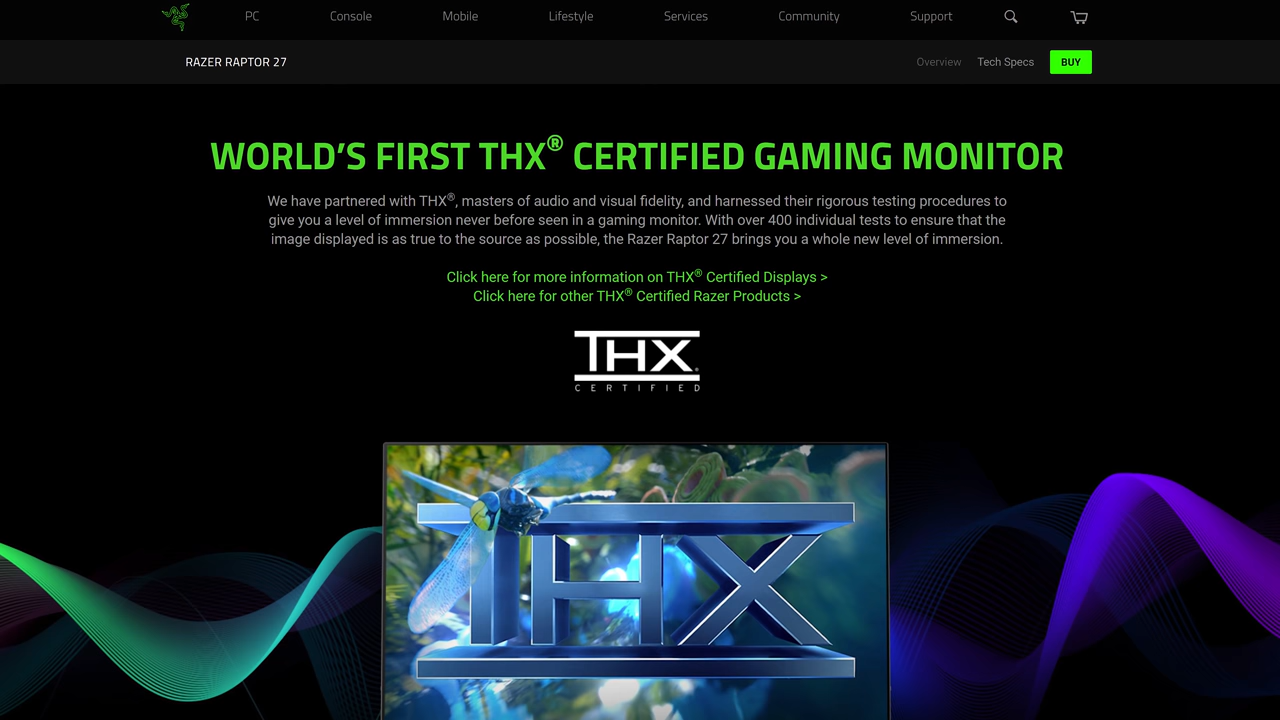 PC Console Mobile Lifestyle Services Community Support
RAZER RAPTOR 27
Overview Tech Specs BUY
WORLD’S FIRST THX® CERTIFIED GAMING MONITOR
We have partnered with THX®, masters of audio and visual fidelity, and harnessed their rigorous testing procedures to
give you a level of immersion never before seen in a gaming monitor. With over 400 individual tests to ensure that the
image displayed is as true to the source as possible, the Razer Raptor 27 brings you a whole new level of immersion.
Click here for more information on THX® Certified Displays >
Click here for other THX® Certified Razer Products >
THX
CERTIFIED
THX